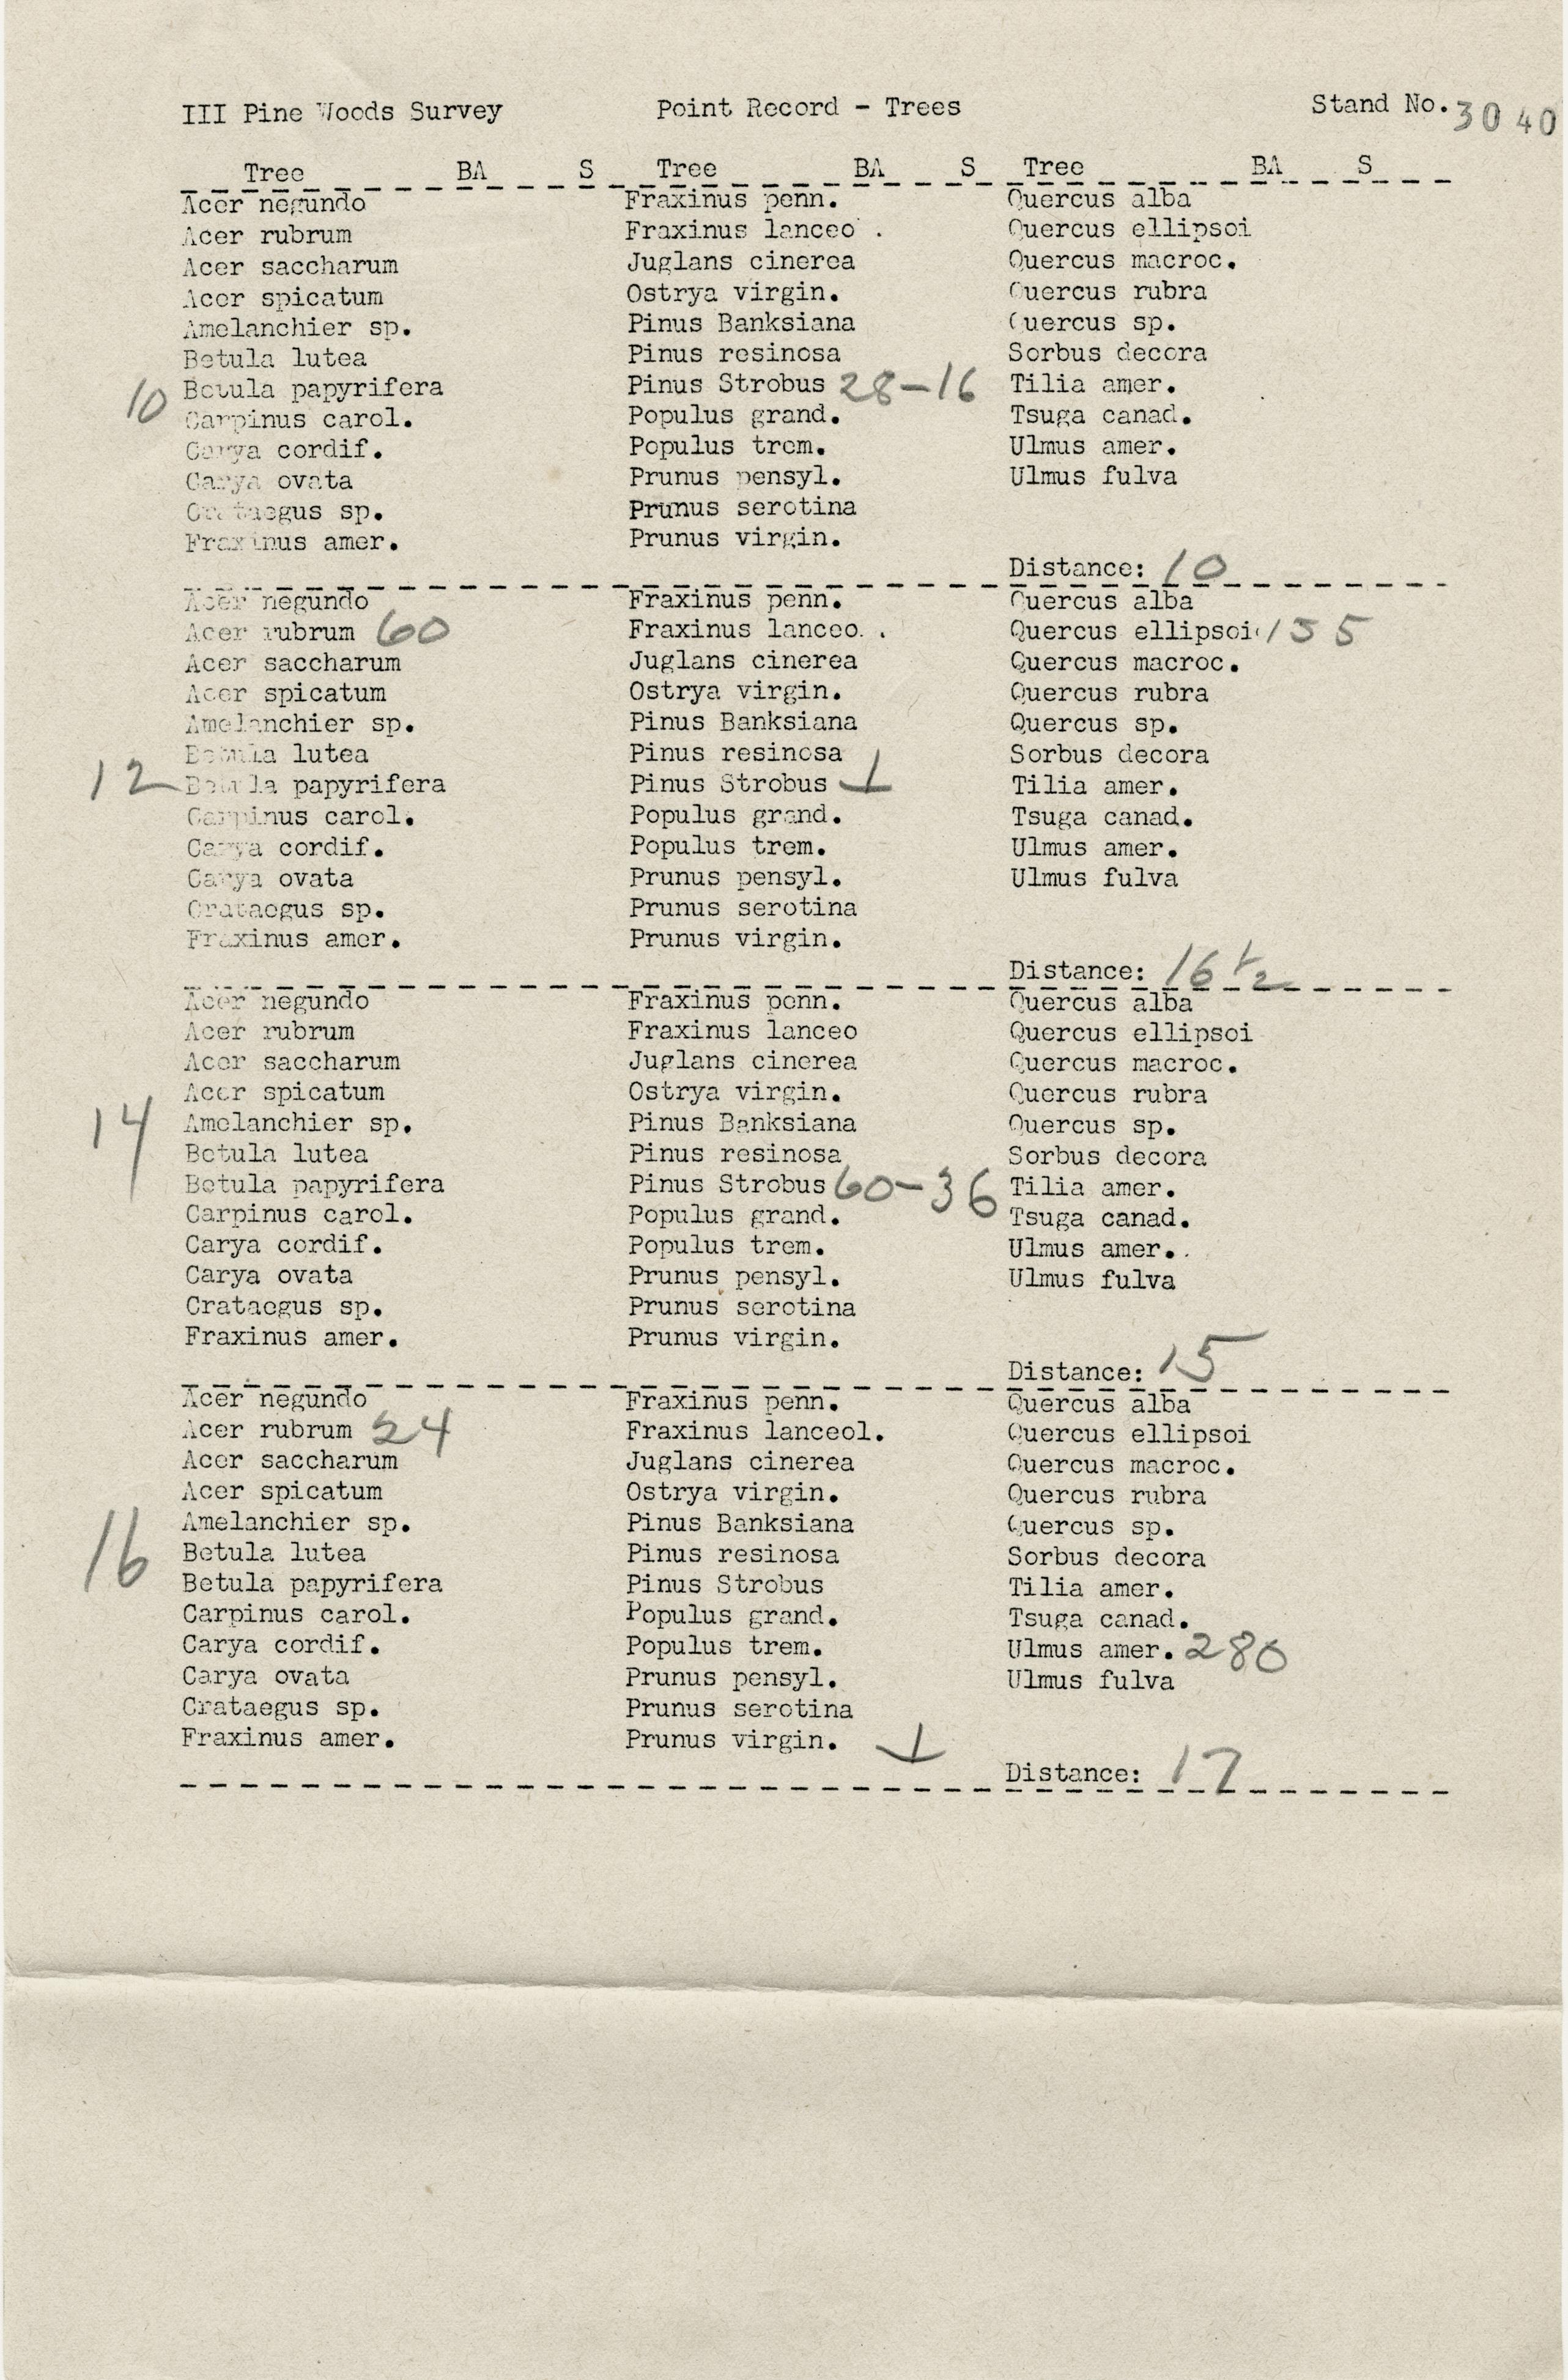 III Pine Woods Survey Point Record - Trees Stand No. 3040
Tree BA S Tree BA S Tree BA S
Acer negundo Fraxinus penn. Quercus alba
Acer rubrum Fraxinus lanceo . Quercus ellipsoi
Acer saccharum Juglans cinerea Quercus macroc.
Acer spicatum Ostrya virgin. Quercus rubra
Amelanchier sp. Pinus Banksiana Quercus sp.
Betula lutea Pinus resinosa Sorbus decora
10 Betula papyrifera Pinus Strobus 28-16 Tilia amer.
Carpinus carol. Populus grand. Tsuga canad.
Carya cordif. Populus trem. Ulmus amer.
Carya ovata Prunus pensyl. Ulmus fulva
Crataegus sp. Prunus serotina
Fraxinus amer. Prunus virgin.
Distance: 10
Acer negundo Fraxinus penn. Quercus alba
Acer rubrum 60 Fraxinus lanceo. . Quercus ellipsoi 155
Acer saccharum Juglans cinerea Quercus macroc.
Acer spicatum Ostrya virgin. Quercus rubra
Amelanchier sp. Pinus Banksiana Quercus sp.
Betula lutea Pinus resinosa Sorbus decora
12 Betula papyrifera Pinus Strobus ⊥ Tilia amer.
Carpinus carol. Populus grand. Tsuga canad.
Carya cordif. Populus trem. Ulmus amer.
Carya ovata Prunus pensyl. Ulmus fulva
Crataegus sp. Prunus serotina
Fraxinus amer. Prunus virgin.
Distance: 16 1/2
Acer negundo Fraxinus penn. Quercus alba
Acer rubrum Fraxinus lanceo Quercus ellipsoi
Acer saccharum Juglans cinerea Quercus macroc.
Acer spicatum Ostrya virgin. Quercus rubra
14 Amelanchier sp. Pinus Banksiana Quercus sp.
Betula lutea Pinus resinosa Sorbus decora
Betula papyrifera Pinus Strobus 60-36 Tilia amer.
Carpinus carol. Populus grand. Tsuga canad.
Carya cordif. Populus trem. Ulmus amer..
Carya ovata Prunus pensyl. Ulmus fulva
Crataegus sp. Prunus serotina
Fraxinus amer. Prunus virgin.
Distance: 15
Acer negundo Fraxinus penn. Quercus alba
Acer rubrum 24 Fraxinus lanceol. Quercus ellipsoi
Acer saccharum Juglans cinerea Quercus macroc.
Acer spicatum Ostrya virgin. Quercus rubra
Amelanchier sp. Pinus Banksiana Quercus sp.
16 Betula lutea Pinus resinosa Sorbus decora
Betula papyrifera Pinus Strobus Tilia amer.
Carpinus carol. Populus grand. Tsuga canad.
Carya cordif. Populus trem. Ulmus amer. 280
Carya ovata Prunus pensyl. Ulmus fulva
Crataegus sp. Prunus serotina
Fraxinus amer. Prunus virgin. ⊥
Distance: 17